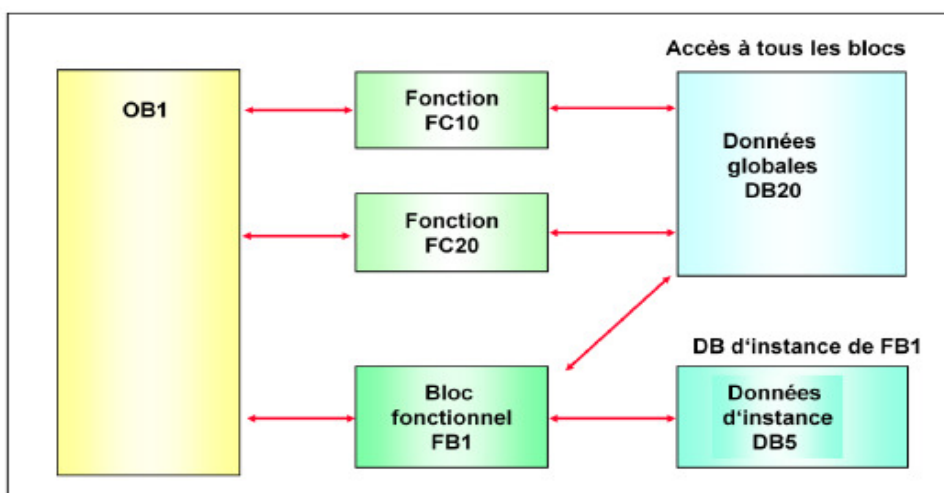 Accès à tous les blocs
OB1
Fonction
FC10
Données
globales
DB20
Fonction
FC20
DB d‘instance de FB1
Bloc
fonctionnel
FB1
Données
d‘instance
DB5